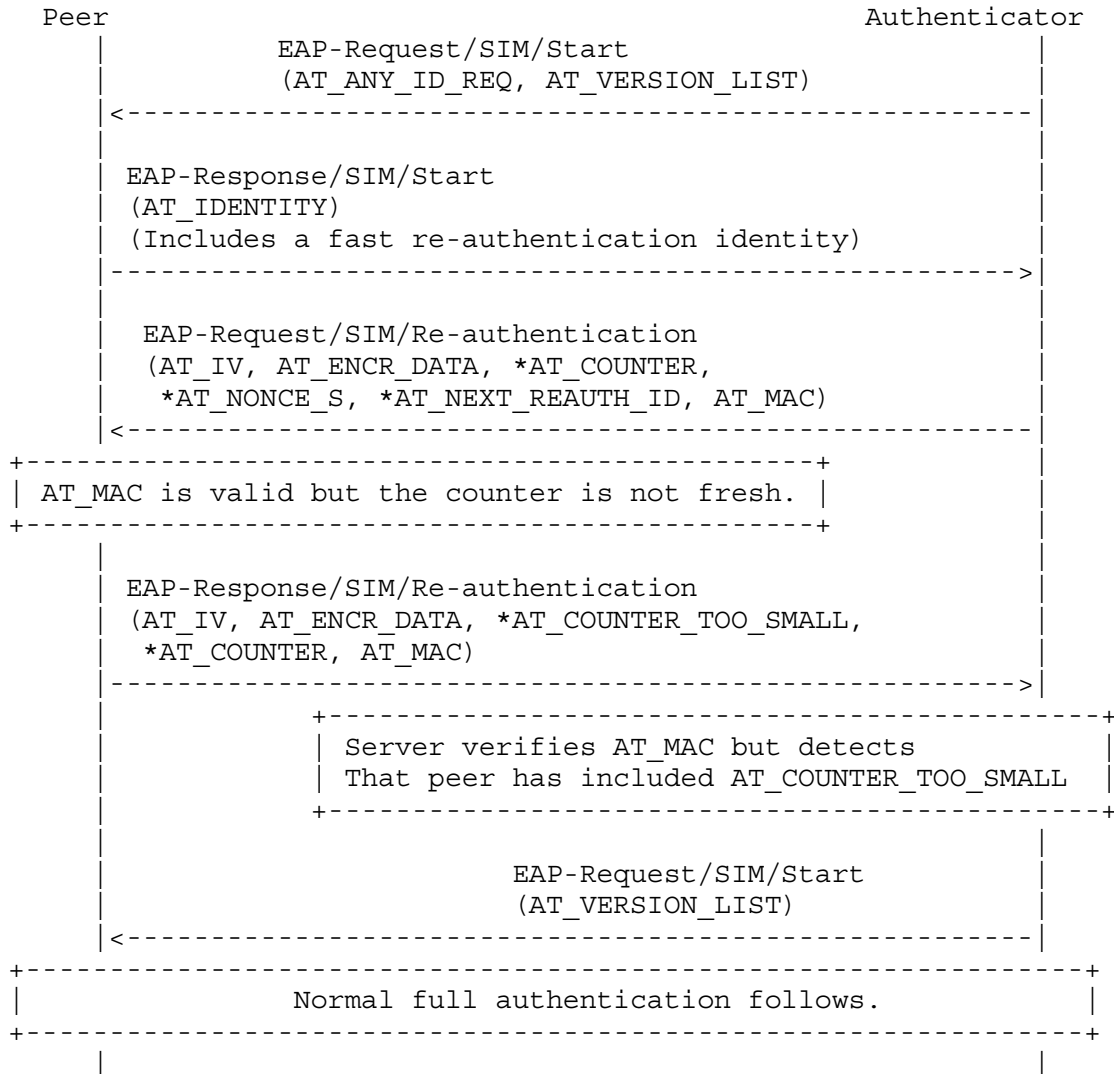 Peer Authenticator
EAP-Request/SIM/Start
(AT_ANY_ID_REQ, AT_VERSION_LIST)
EAP-Response/SIM/Start
(AT_IDENTITY)
(Includes a fast re-authentication identity)
EAP-Request/SIM/Re-authentication
(AT_IV, AT_ENCR_DATA, *AT_COUNTER,
*AT_NONCE_S, *AT_NEXT_REAUTH_ID, AT_MAC)
AT_MAC is valid but the counter is not fresh.
EAP-Response/SIM/Re-authentication
(AT_IV, AT_ENCR_DATA, *AT_COUNTER_TOO_SMALL,
*AT_COUNTER, AT_MAC)
Server verifies AT_MAC but detects
That peer has included AT_COUNTER_TOO_SMALL
EAP-Request/SIM/Start
(AT_VERSION_LIST)
Normal full authentication follows.